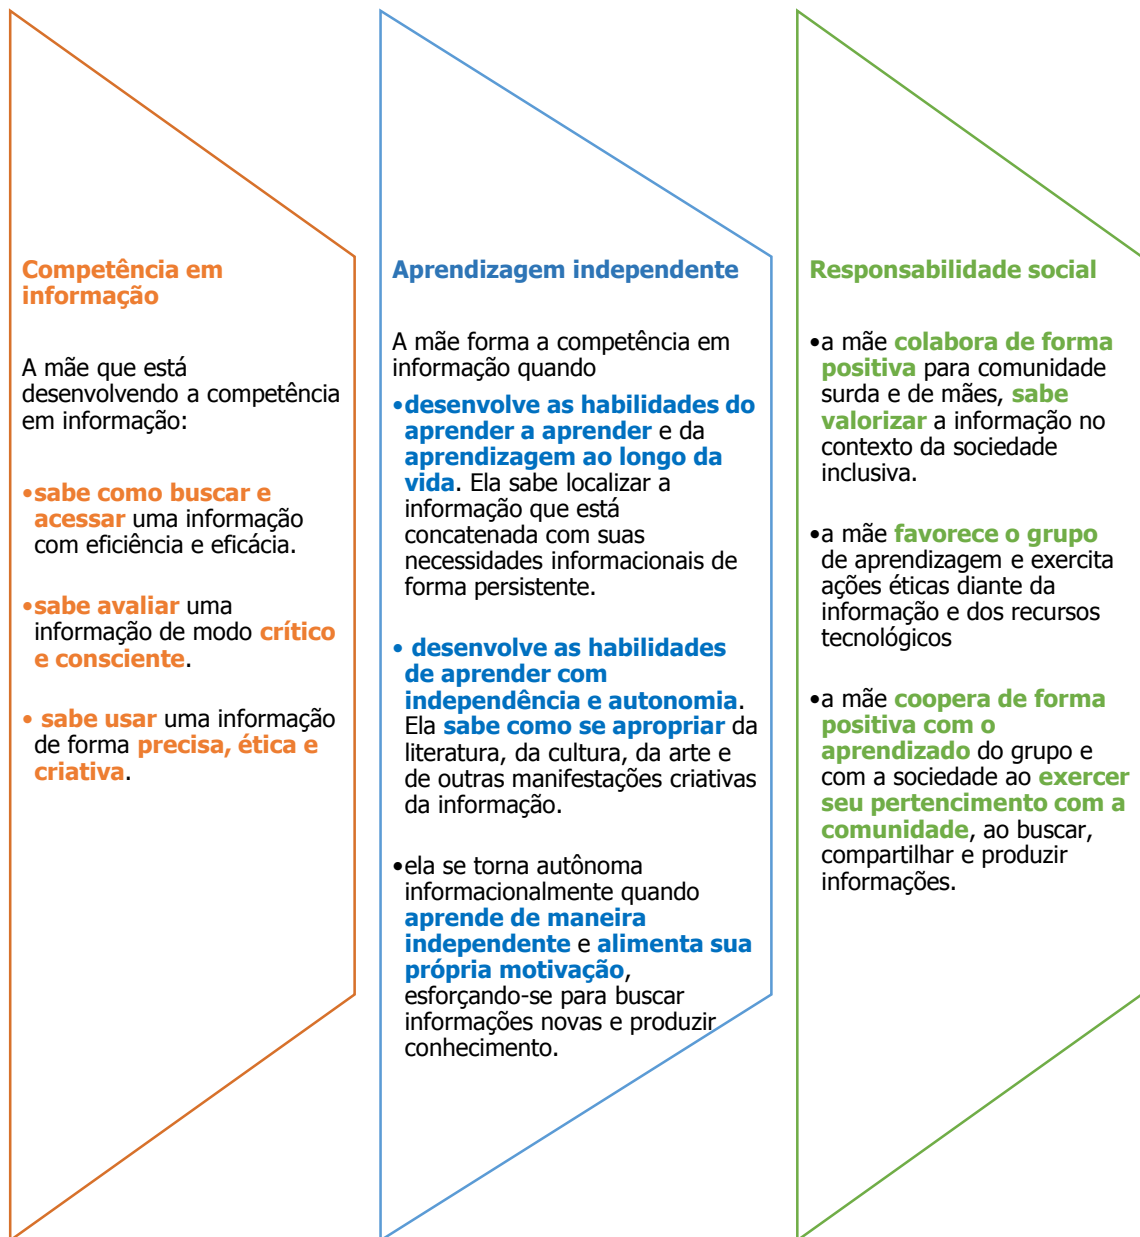 Competência em
informação
A mãe que está
desenvolvendo a competência
em informação:
•sabe como buscar e
acessar uma informação
com eficiência e eficácia.
•sabe avaliar uma
informação de modo crítico
e consciente.
• sabe usar uma informação
de forma precisa, ética e
criativa.
Aprendizagem independente
A mãe forma a competência em
informação quando
•desenvolve as habilidades do
aprender a aprender e da
aprendizagem ao longo da
vida. Ela sabe localizar a
informação que está
concatenada com suas
necessidades informacionais de
forma persistente.
• desenvolve as habilidades
de aprender com
independência e autonomia.
Ela sabe como se apropriar da
literatura, da cultura, da arte e
de outras manifestações criativas
da informação.
•ela se torna autônoma
informacionalmente quando
aprende de maneira
independente e alimenta sua
própria motivação,
esforçando-se para buscar
informações novas e produzir
conhecimento.
Responsabilidade social
•a mãe colabora de forma
positiva para comunidade
surda e de mães, sabe
valorizar a informação no
contexto da sociedade
inclusiva.
•a mãe favorece o grupo
de aprendizagem e exercita
ações éticas diante da
informação e dos recursos
tecnológicos
•a mãe coopera de forma
positiva com o
aprendizado do grupo e
com a sociedade ao exercer
seu pertencimento com a
comunidade, ao buscar,
compartilhar e produzir
informações.